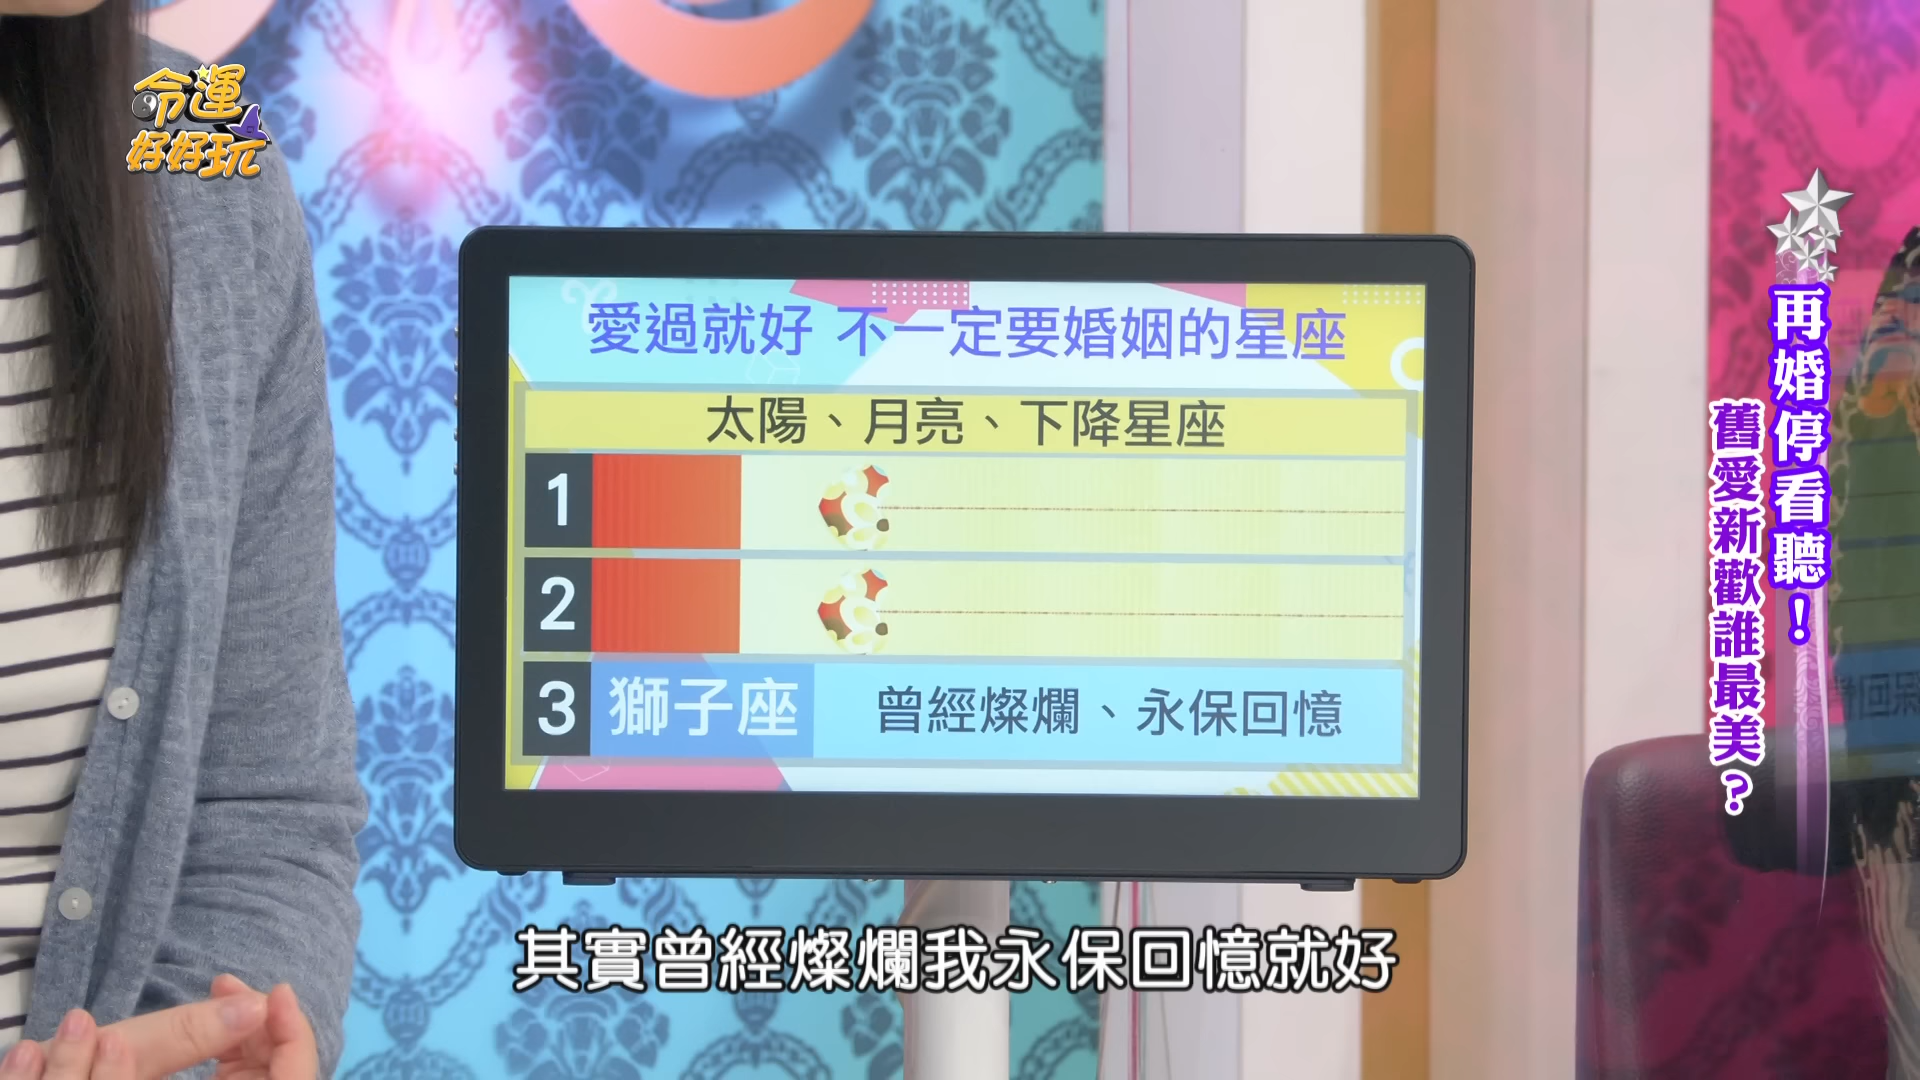 命運
好好玩
再婚停看聽！
舊愛新歡誰最美？
愛過就好 不一定要婚姻的星座
太陽、月亮、下降星座
1
2
3 獅子座 曾經燦爛、永保回憶
其實曾經燦爛我永保回憶就好